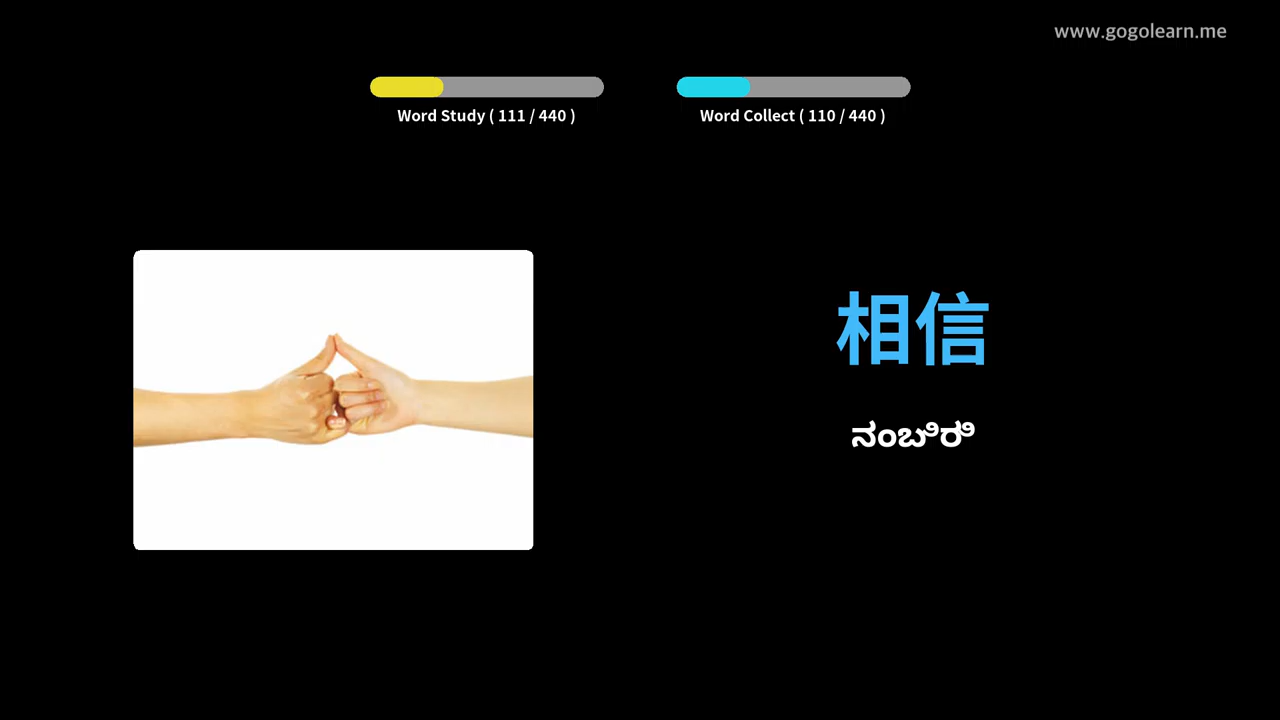 www.gogolearn.me
Word Study ( 111 / 440 )
Word Collect ( 110 / 440 )
相信
ನಂಬಿರಿ